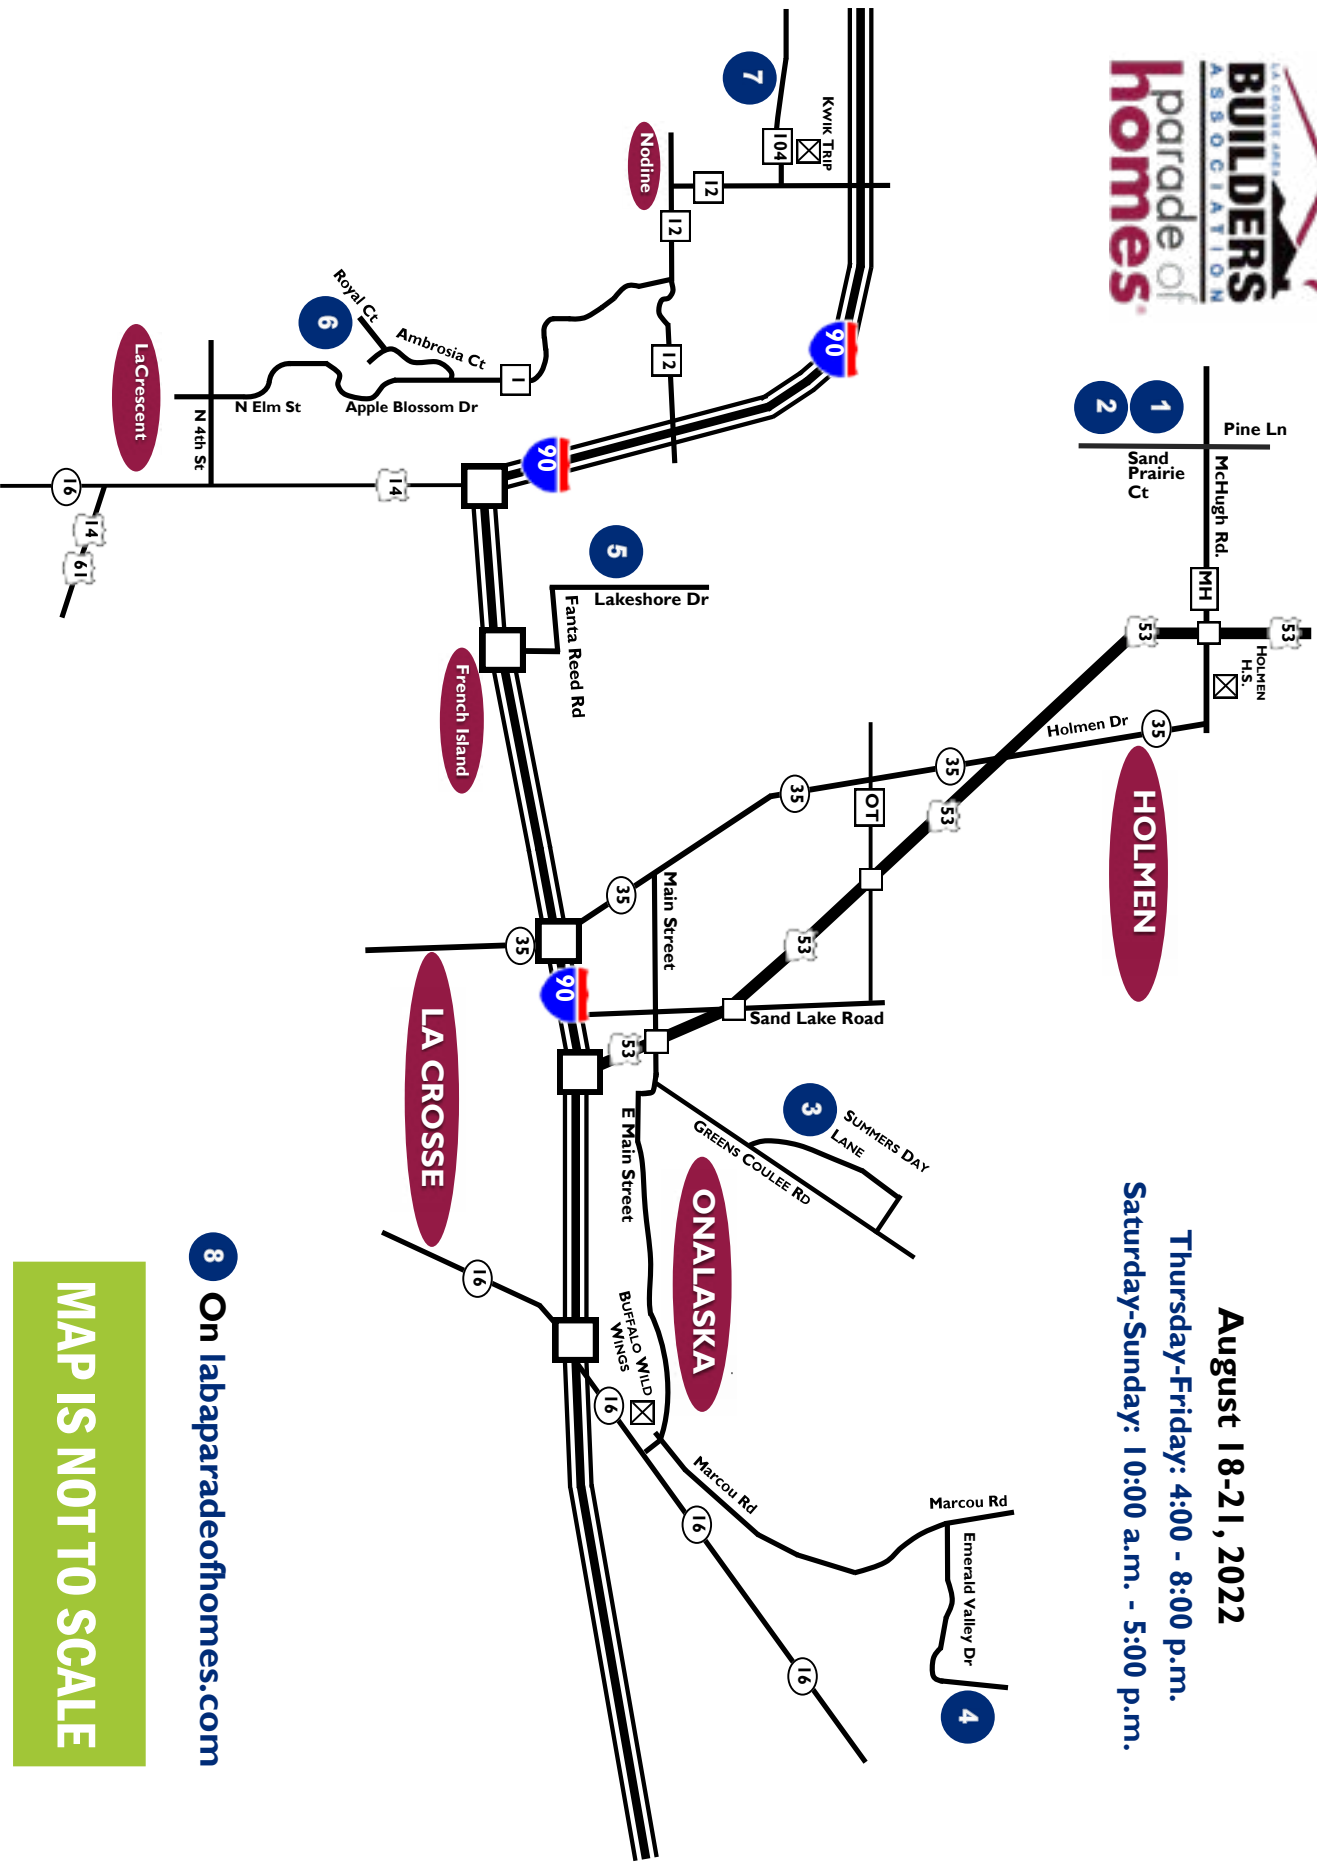 LA CROSSE AREA
BUILDERS
ASSOCIATION
parade of
homes
August 18-21, 2022
Thursday-Friday: 4:00 - 8:00 p.m.
Saturday-Sunday: 10:00 a.m. - 5:00 p.m.
Pine Ln
McHugh Rd.
MH
53
HOLMEN
H.S.
1
2
Sand
Prairie
Ct
53
Holmen Dr
35
HOLMEN
35
53
35
OT
53
Sand Lake Road
Main Street
35
35
53
3
SUMMERS DAY
LANE
GREENS COULEE RD
E Main Street
ONALASKA
BUFFALO WILD
WINGS
16
16
16
16
Marcou Rd
Marcou Rd
Emerald Valley Dr
4
7
KWIK TRIP
104
12
Nodine
12
12
90
90
90
Royal Ct
6
Ambrosia Ct
1
N Elm St
Apple Blossom Dr
LaCrescent
N 4th St
16
14
14
61
5
Lakeshore Dr
Fanta Reed Rd
French Island
LA CROSSE
8 On labaparadeofhomes.com
MAP IS NOT TO SCALE